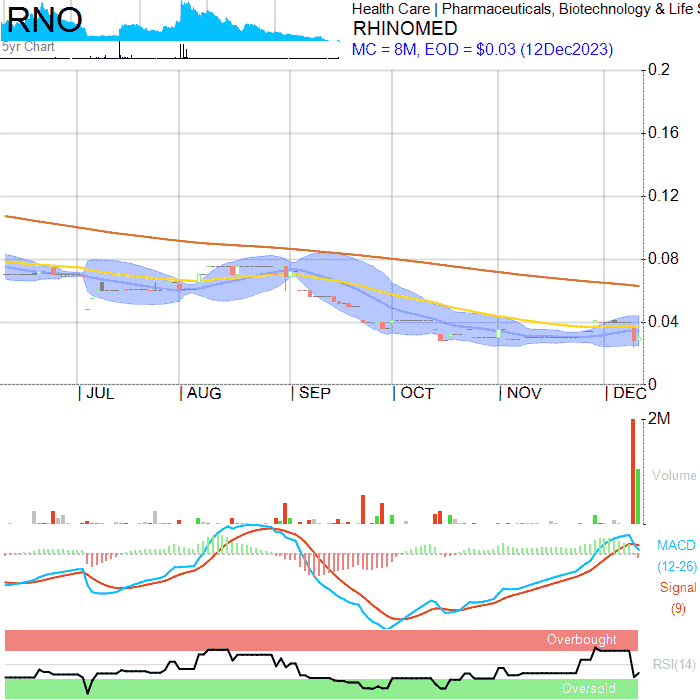 RNO
5yr Chart
Health Care | Pharmaceuticals, Biotechnology & Life
RHINOMED
MC = 8M, EOD = $0.03 (12Dec2023)
0.2
0.16
0.12
0.08
0.04
0
JUL
AUG
SEP
OCT
NOV
DEC
2M
Volume
MACD
(12-26)
Signal
(9)
Overbought
RSI(14)
Oversold